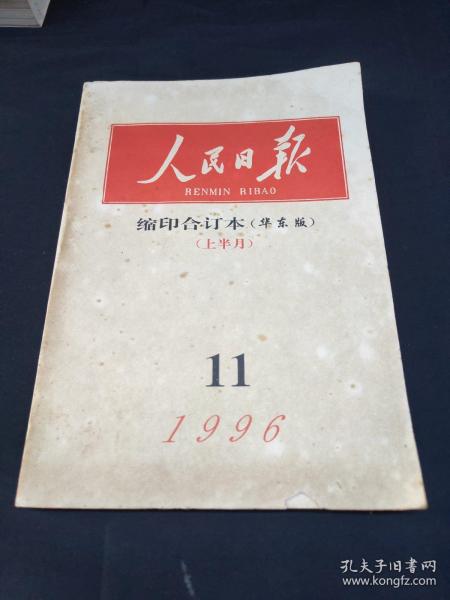 人民日报
RENMIN RIBAO
缩印合订本(华东版)
(上半月)
11
1996
孔夫子旧书网
www.kongfz.com